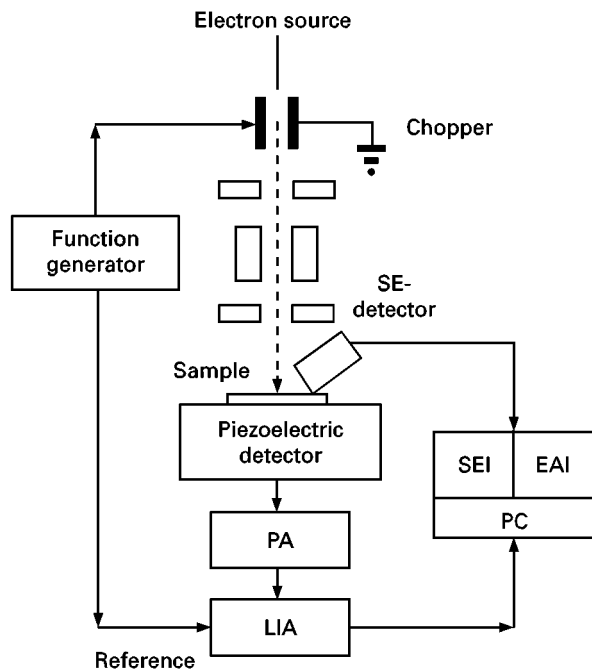 Electron source
Chopper
Function
generator
SE-
detector
Sample
Piezoelectric
detector
SEI
EAI
PC
PA
LIA
Reference